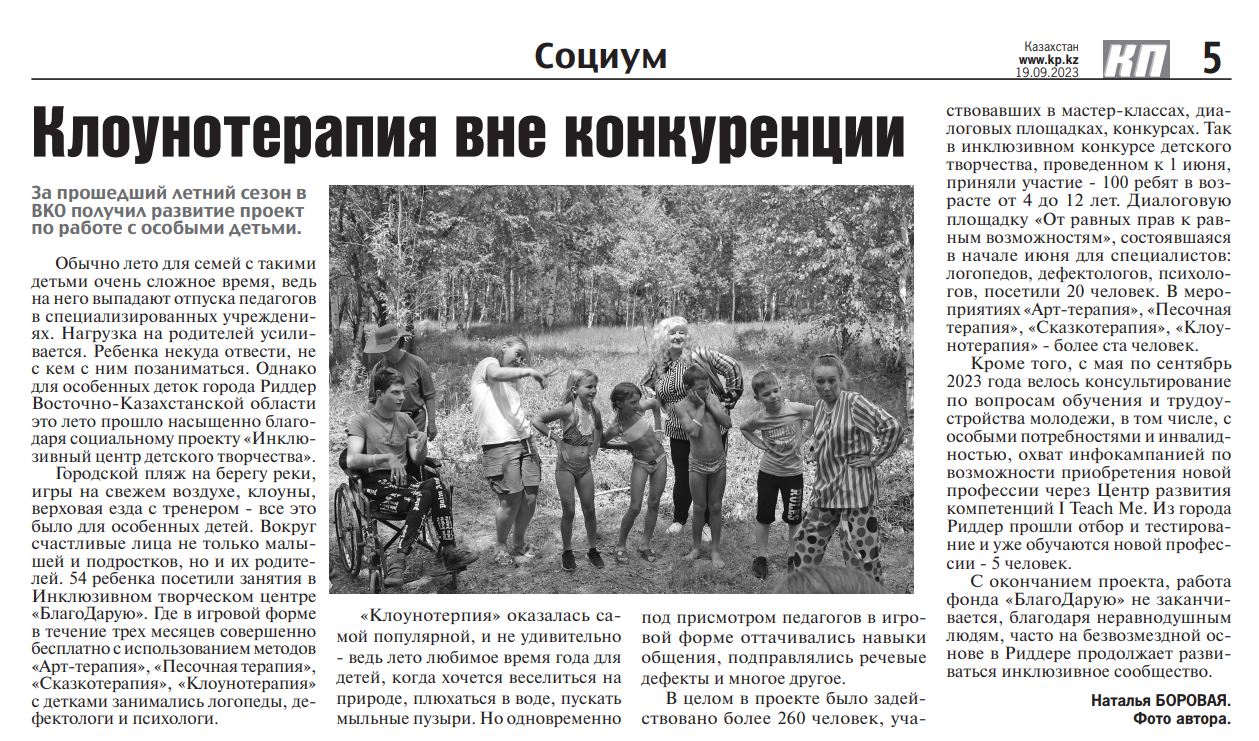 Социум
Казахстан
www.kp.kz
19.09.2023
КП
5
Клоунотерапия вне конкуренции
За прошедший летний сезон в
ВКО получил развитие проект
по работе с особыми детьми.
Обычно лето для семей с такими
детьми очень сложное время, ведь
на него выпадают отпуска педагогов
в специализированных учреждени-
ях. Нагрузка на родителей усили-
вается. Ребенка некуда отвести, не
с кем с ним позаниматься. Однако
для особенных деток города Риддер
Восточно-Казахстанской области
это лето прошло насыщенно благо-
даря социальному проекту «Инклю-
зивный центр детского творчества».
Городской пляж на берегу реки,
игры на свежем воздухе, клоуны,
верховая езда с тренером - все это
было для особенных детей. Вокруг
счастливые лица не только малы-
шей и подростков, но и их родите-
лей. 54 ребенка посетили занятия в
Инклюзивном творческом центре
«БлагоДарую». Где в игровой форме
в течение трех месяцев совершенно
бесплатно с использованием методов
«Арт-терапия», «Песочная терапия»,
«Сказкотерапия», «Клоунотерапия»
с детками занимались логопеды, де-
фектологи и психологи.
«Клоунотерпия» оказалась са-
мой популярной, и не удивительно
- ведь лето любимое время года для
детей, когда хочется веселиться на
природе, плюхаться в воде, пускать
мыльные пузыри. Но одновременно
под присмотром педагогов в игро-
вой форме оттачивались навыки
общения, подправлялись речевые
дефекты и многое другое.
В целом в проекте было задей-
ствовано более 260 человек, уча-
ствовавших в мастер-классах, диа-
логовых площадках, конкурсах. Так
в инклюзивном конкурсе детского
творчества, проведенном к 1 июня,
приняли участие - 100 ребят в воз-
расте от 4 до 12 лет. Диалоговую
площадку «От равных прав к рав-
ным возможностям», состоявшаяся
в начале июня для специалистов:
логопедов, дефектологов, психоло-
гов, посетили 20 человек. В меро-
приятиях «Арт-терапия», «Песочная
терапия», «Сказкотерапия», «Клоу-
нотерапия» - более ста человек.
Кроме того, с мая по сентябрь
2023 года велось консультирование
по вопросам обучения и трудоу-
стройства молодежи, в том числе, с
особыми потребностями и инвалид-
ностью, охват инфокампанией по
возможности приобретения новой
профессии через Центр развития
компетенций I Teach Me. Из города
Риддер прошли отбор и тестирова-
ние и уже обучаются новой профес-
сии - 5 человек.
С окончанием проекта, работа
фонда «БлагоДарую» не заканчи-
вается, благодаря неравнодушным
людям, часто на безвозмездной ос-
нове в Риддере продолжает разви-
ваться инклюзивное сообщество.
Наталья БОРОВАЯ.
Фото автора.